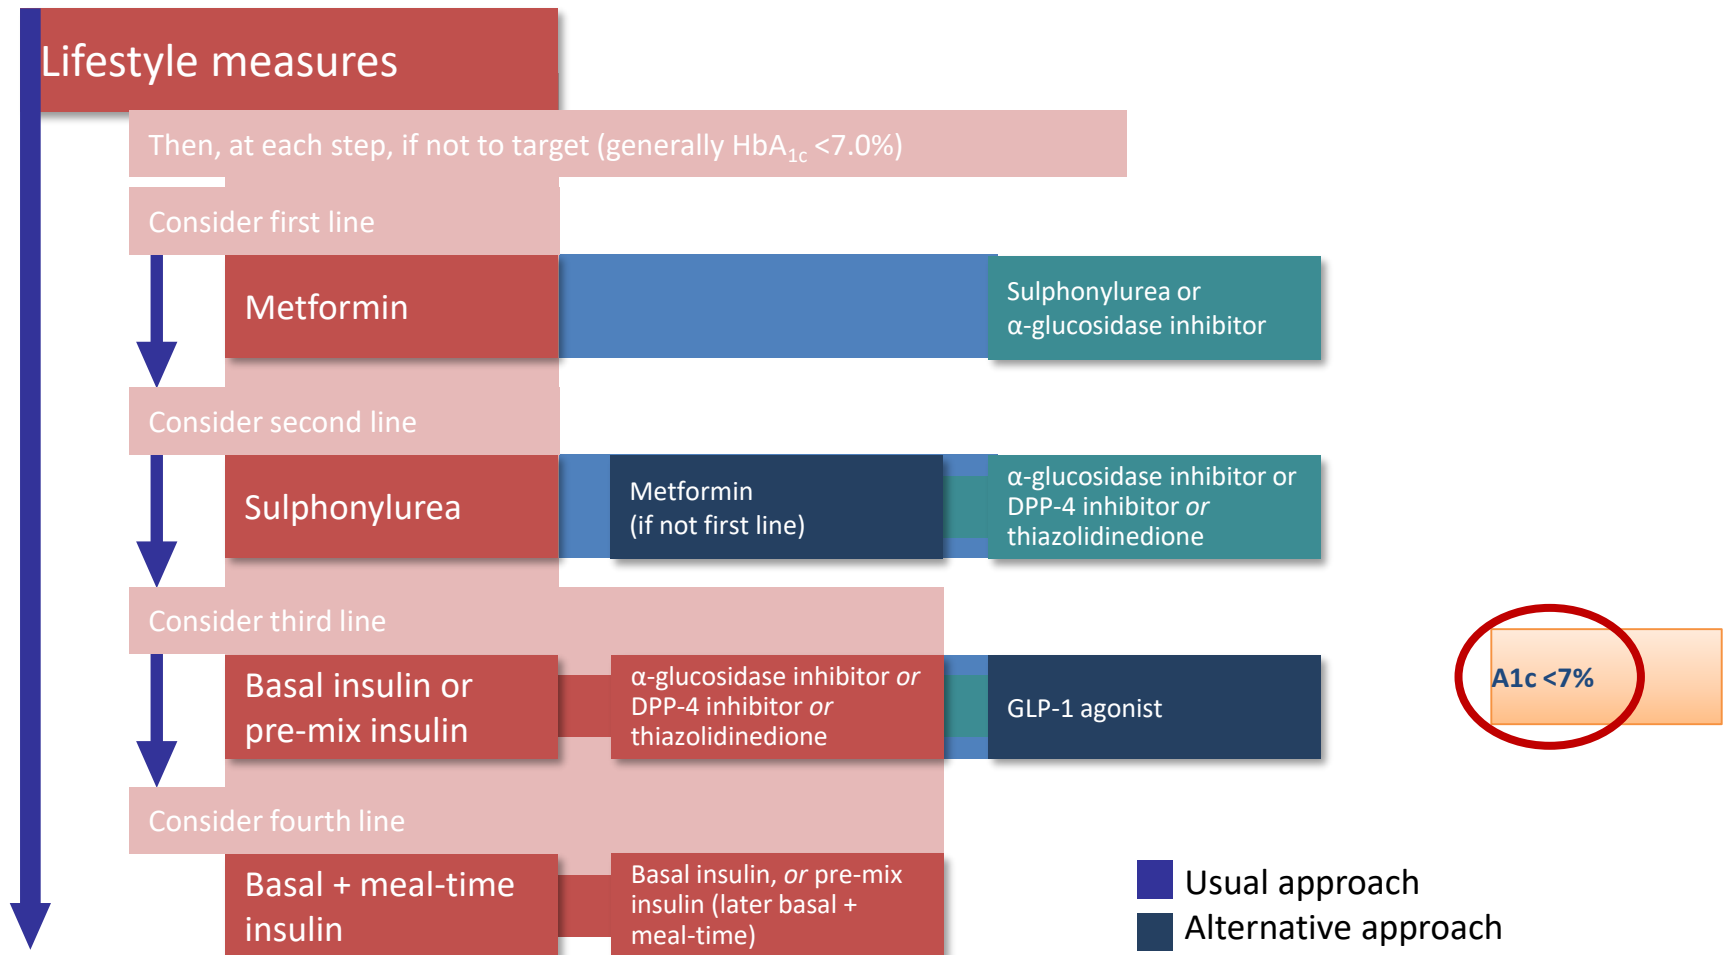 Lifestyle measures
Then, at each step, if not to target (generally HbA1c <7.0%)
Consider first line
Metformin
Sulphonylurea or
α-glucosidase inhibitor
Consider second line
Sulphonylurea
Metformin
(if not first line)
α-glucosidase inhibitor or
DPP-4 inhibitor or
thiazolidinedione
Consider third line
Basal insulin or
pre-mix insulin
α-glucosidase inhibitor or
DPP-4 inhibitor or
thiazolidinedione
GLP-1 agonist
A1c <7%
Consider fourth line
Basal + meal-time
insulin
Basal insulin, or pre-mix
insulin (later basal +
meal-time)
Usual approach
Alternative approach